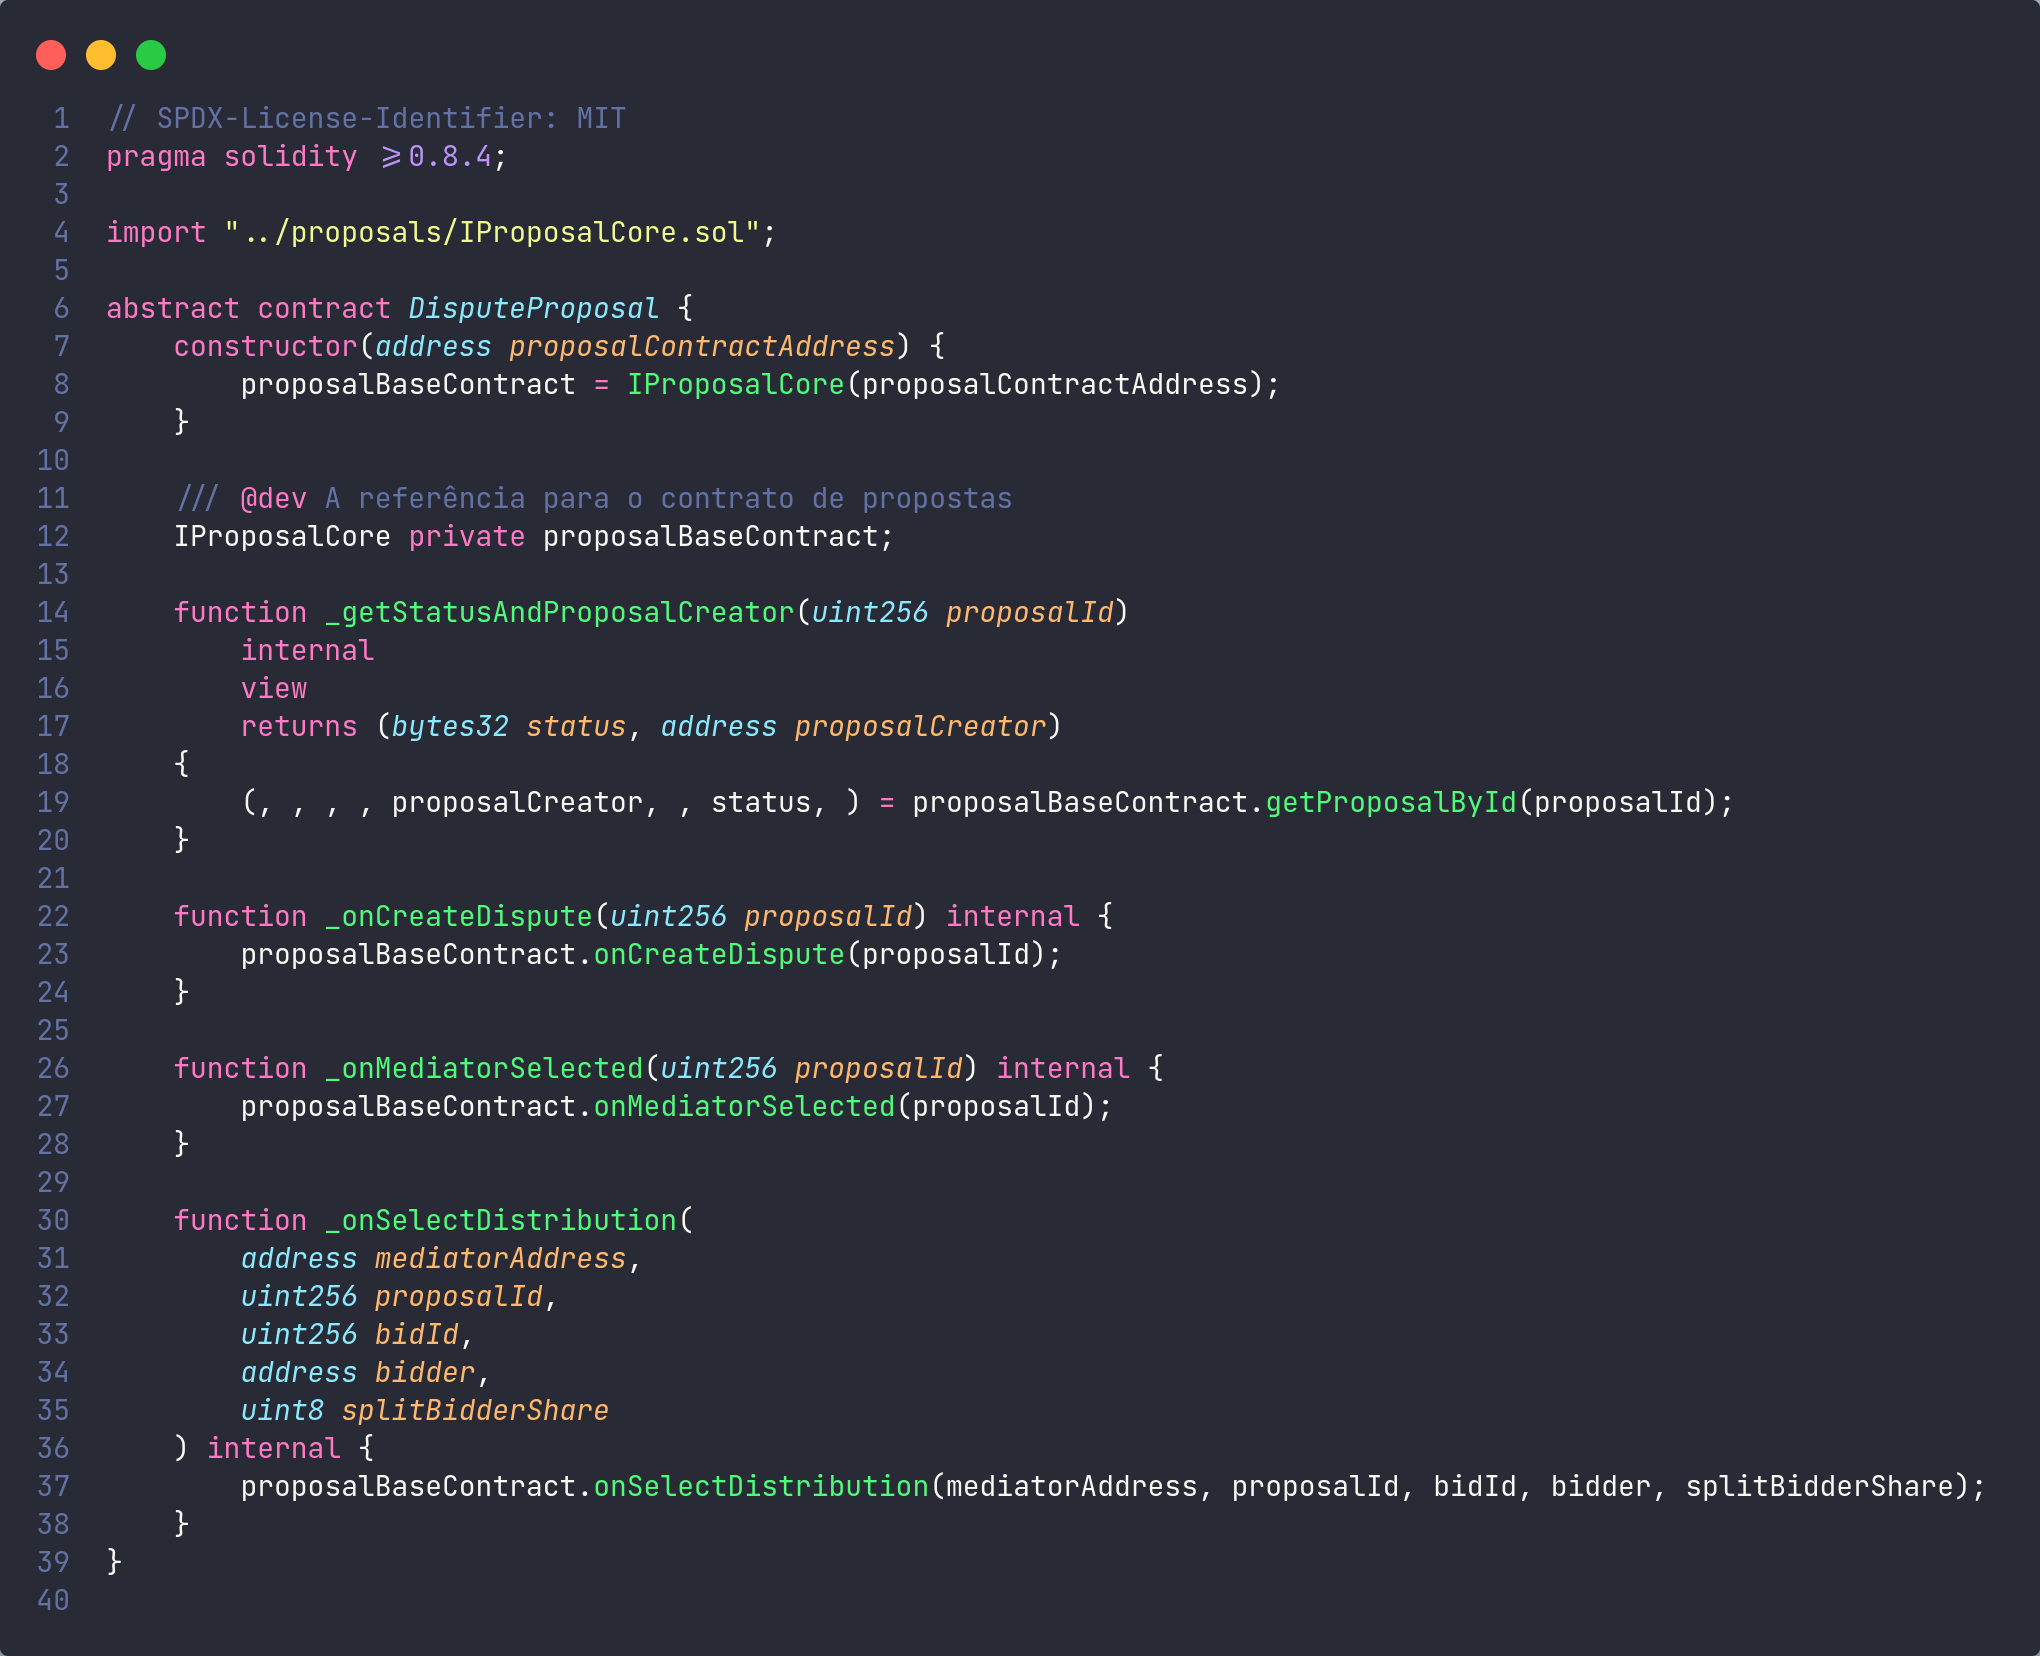 1 // SPDX-License-Identifier: MIT
2 pragma solidity >=0.8.4;
3
4 import "../proposals/IProposalCore.sol";
5
6 abstract contract DisputeProposal {
7     constructor(address proposalContractAddress) {
8         proposalBaseContract = IProposalCore(proposalContractAddress);
9     }
10
11     /// @dev A referência para o contrato de propostas
12     IProposalCore private proposalBaseContract;
13
14     function _getStatusAndProposalCreator(uint256 proposalId)
15         internal
16         view
17         returns (bytes32 status, address proposalCreator)
18     {
19         (, , , , proposalCreator, , status, ) = proposalBaseContract.getProposalById(proposalId);
20     }
21
22     function _onCreateDispute(uint256 proposalId) internal {
23         proposalBaseContract.onCreateDispute(proposalId);
24     }
25
26     function _onMediatorSelected(uint256 proposalId) internal {
27         proposalBaseContract.onMediatorSelected(proposalId);
28     }
29
30     function _onSelectDistribution(
31         address mediatorAddress,
32         uint256 proposalId,
33         uint256 bidId,
34         address bidder,
35         uint8 splitBidderShare
36     ) internal {
37         proposalBaseContract.onSelectDistribution(mediatorAddress, proposalId, bidId, bidder, splitBidderShare);
38     }
39 }
40